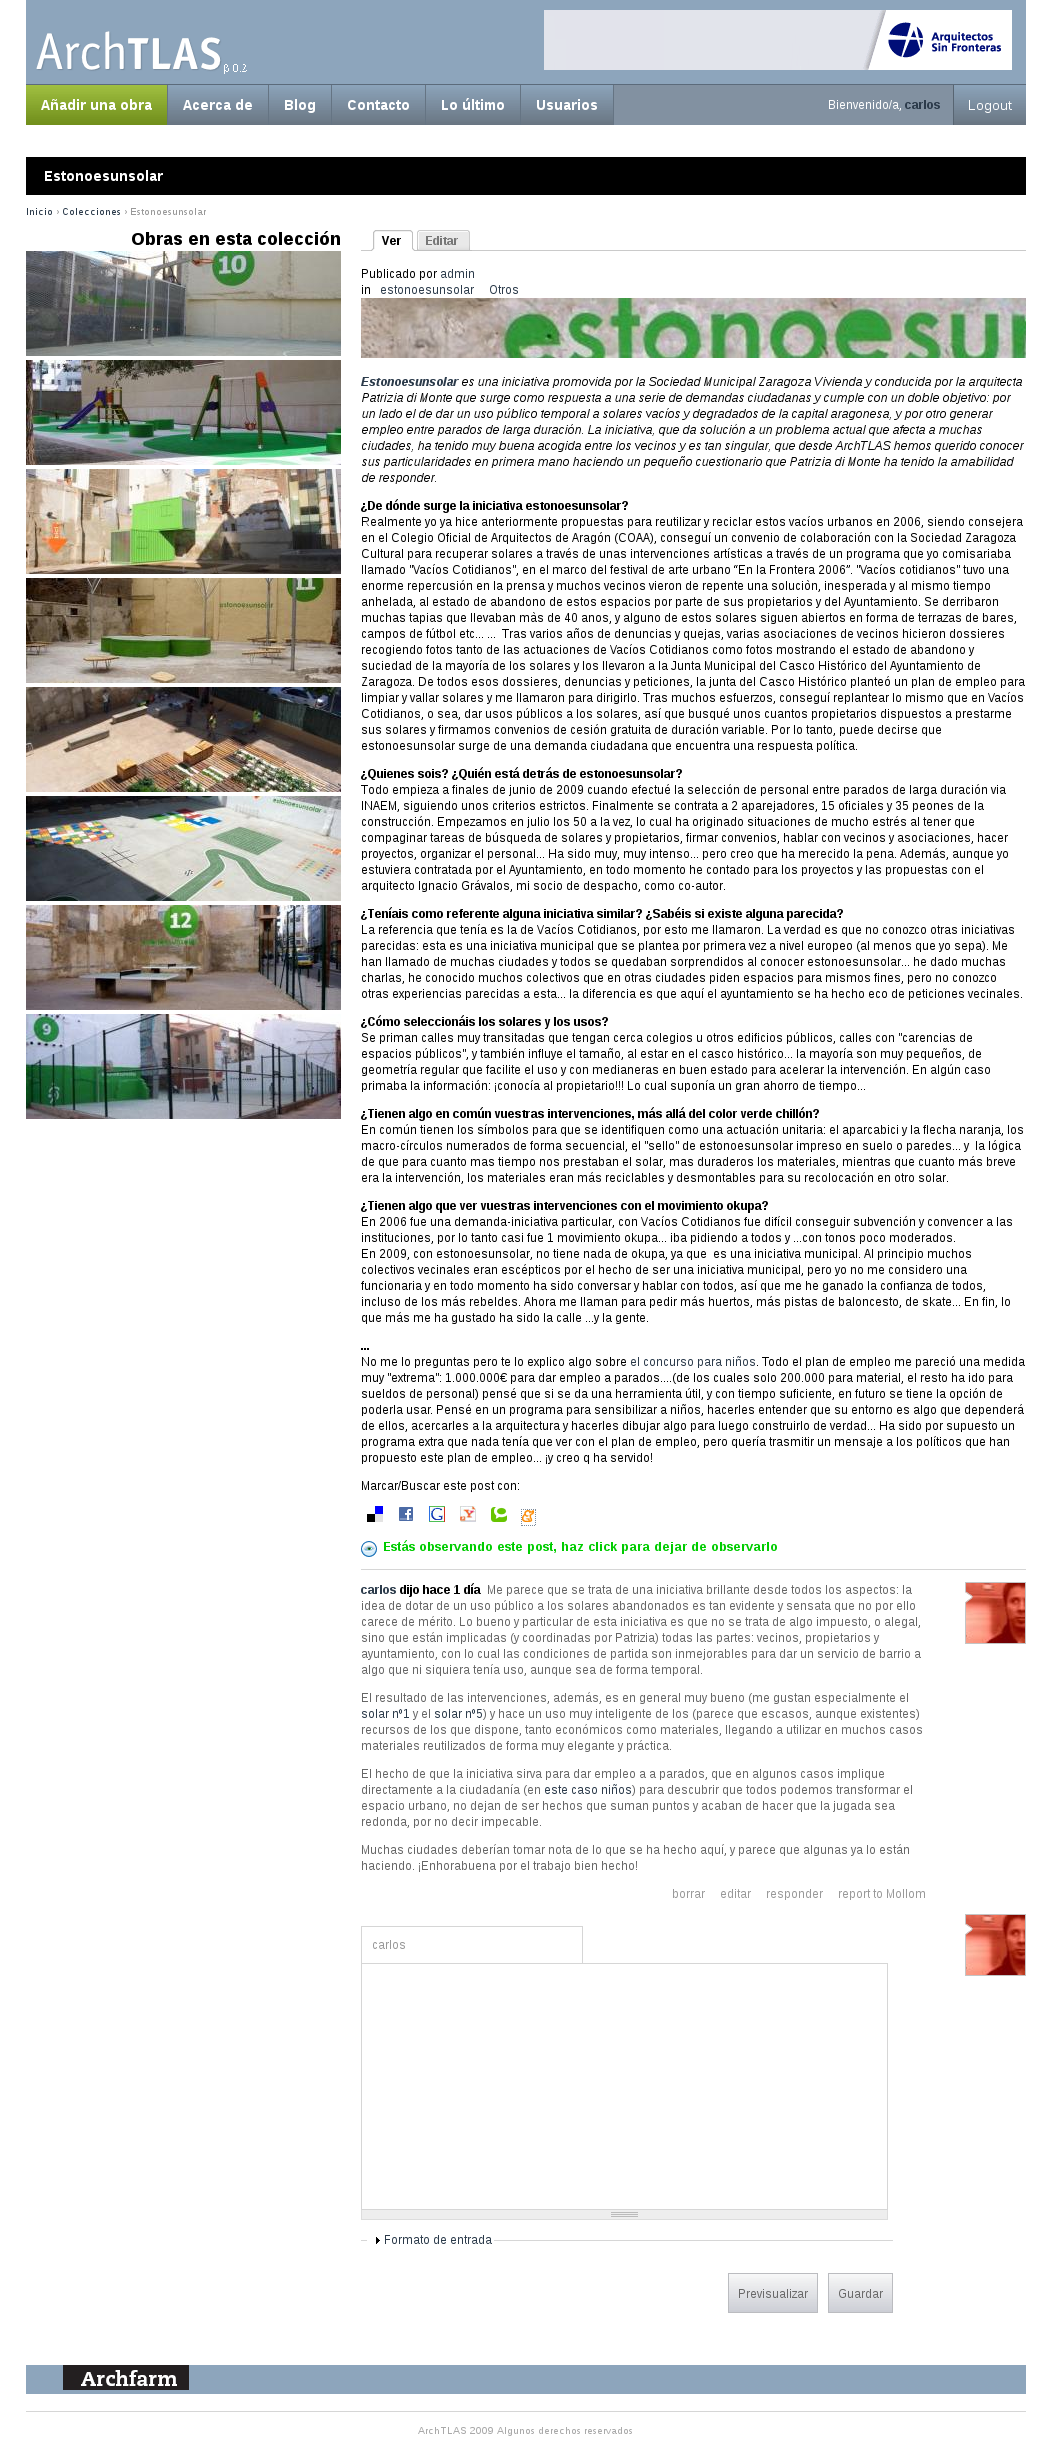 ArchTLAS β 0.2
Arquitectos
Sin Fronteras
Añadir una obra Acerca de Blog Contacto Lo último Usuarios Bienvenido/a, carlos Logout
Estonoesunsolar
Inicio › Colecciones › Estonoesunsolar
Obras en esta colección
10
11
estonoesunsolar
estonoesunsolar
12
9
Ver Editar
Publicado por admin
in estonoesunsolar Otros
estonoesun
Estonoesunsolar es una iniciativa promovida por la Sociedad Municipal Zaragoza Vivienda y conducida por la arquitecta
Patrizia di Monte que surge como respuesta a una serie de demandas ciudadanas y cumple con un doble objetivo: por
un lado el de dar un uso público temporal a solares vacíos y degradados de la capital aragonesa, y por otro generar
empleo entre parados de larga duración. La iniciativa, que da solución a un problema actual que afecta a muchas
ciudades, ha tenido muy buena acogida entre los vecinos y es tan singular, que desde ArchTLAS hemos querido conocer
sus particularidades en primera mano haciendo un pequeño cuestionario que Patrizia di Monte ha tenido la amabilidad
de responder.
¿De dónde surge la iniciativa estonoesunsolar?
Realmente yo ya hice anteriormente propuestas para reutilizar y reciclar estos vacíos urbanos en 2006, siendo consejera
en el Colegio Oficial de Arquitectos de Aragón (COAA), conseguí un convenio de colaboración con la Sociedad Zaragoza
Cultural para recuperar solares a través de unas intervenciones artísticas a través de un programa que yo comisariaba
llamado "Vacíos Cotidianos", en el marco del festival de arte urbano “En la Frontera 2006”. "Vacíos cotidianos" tuvo una
enorme repercusión en la prensa y muchos vecinos vieron de repente una soluciòn, inesperada y al mismo tiempo
anhelada, al estado de abandono de estos espacios por parte de sus propietarios y del Ayuntamiento. Se derribaron
muchas tapias que llevaban màs de 40 anos, y alguno de estos solares siguen abiertos en forma de terrazas de bares,
campos de fútbol etc... ... Tras varios años de denuncias y quejas, varias asociaciones de vecinos hicieron dossieres
recogiendo fotos tanto de las actuaciones de Vacíos Cotidianos como fotos mostrando el estado de abandono y
suciedad de la mayoría de los solares y los llevaron a la Junta Municipal del Casco Histórico del Ayuntamiento de
Zaragoza. De todos esos dossieres, denuncias y peticiones, la junta del Casco Histórico planteó un plan de empleo para
limpiar y vallar solares y me llamaron para dirigirlo. Tras muchos esfuerzos, conseguí replantear lo mismo que en Vacíos
Cotidianos, o sea, dar usos públicos a los solares, así que busqué unos cuantos propietarios dispuestos a prestarme
sus solares y firmamos convenios de cesión gratuita de duración variable. Por lo tanto, puede decirse que
estonoesunsolar surge de una demanda ciudadana que encuentra una respuesta política.
¿Quienes sois? ¿Quién está detrás de estonoesunsolar?
Todo empieza a finales de junio de 2009 cuando efectué la selección de personal entre parados de larga duración via
INAEM, siguiendo unos criterios estrictos. Finalmente se contrata a 2 aparejadores, 15 oficiales y 35 peones de la
construcción. Empezamos en julio los 50 a la vez, lo cual ha originado situaciones de mucho estrés al tener que
compaginar tareas de búsqueda de solares y propietarios, firmar convenios, hablar con vecinos y asociaciones, hacer
proyectos, organizar el personal... Ha sido muy, muy intenso... pero creo que ha merecido la pena. Además, aunque yo
estuviera contratada por el Ayuntamiento, en todo momento he contado para los proyectos y las propuestas con el
arquitecto Ignacio Grávalos, mi socio de despacho, como co-autor.
¿Teníais como referente alguna iniciativa similar? ¿Sabéis si existe alguna parecida?
La referencia que tenía es la de Vacíos Cotidianos, por esto me llamaron. La verdad es que no conozco otras iniciativas
parecidas: esta es una iniciativa municipal que se plantea por primera vez a nivel europeo (al menos que yo sepa). Me
han llamado de muchas ciudades y todos se quedaban sorprendidos al conocer estonoesunsolar... he dado muchas
charlas, he conocido muchos colectivos que en otras ciudades piden espacios para mismos fines, pero no conozco
otras experiencias parecidas a esta... la diferencia es que aquí el ayuntamiento se ha hecho eco de peticiones vecinales.
¿Cómo seleccionáis los solares y los usos?
Se priman calles muy transitadas que tengan cerca colegios u otros edificios públicos, calles con "carencias de
espacios públicos", y también influye el tamaño, al estar en el casco histórico... la mayoría son muy pequeños, de
geometría regular que facilite el uso y con medianeras en buen estado para acelerar la intervención. En algún caso
primaba la información: ¡conocía al propietario!!! Lo cual suponía un gran ahorro de tiempo...
¿Tienen algo en común vuestras intervenciones, más allá del color verde chillón?
En común tienen los símbolos para que se identifiquen como una actuación unitaria: el aparcabici y la flecha naranja, los
macro-círculos numerados de forma secuencial, el "sello" de estonoesunsolar impreso en suelo o paredes... y la lógica
de que para cuanto mas tiempo nos prestaban el solar, mas duraderos los materiales, mientras que cuanto más breve
era la intervención, los materiales eran más reciclables y desmontables para su recolocación en otro solar.
¿Tienen algo que ver vuestras intervenciones con el movimiento okupa?
En 2006 fue una demanda-iniciativa particular, con Vacíos Cotidianos fue difícil conseguir subvención y convencer a las
instituciones, por lo tanto casi fue 1 movimiento okupa... iba pidiendo a todos y ...con tonos poco moderados.
En 2009, con estonoesunsolar, no tiene nada de okupa, ya que es una iniciativa municipal. Al principio muchos
colectivos vecinales eran escépticos por el hecho de ser una iniciativa municipal, pero yo no me considero una
funcionaria y en todo momento ha sido conversar y hablar con todos, así que me he ganado la confianza de todos,
incluso de los más rebeldes. Ahora me llaman para pedir más huertos, más pistas de baloncesto, de skate... En fin, lo
que más me ha gustado ha sido la calle ...y la gente.
...
No me lo preguntas pero te lo explico algo sobre el concurso para niños. Todo el plan de empleo me pareció una medida
muy "extrema": 1.000.000€ para dar empleo a parados....(de los cuales solo 200.000 para material, el resto ha ido para
sueldos de personal) pensé que si se da una herramienta útil, y con tiempo suficiente, en futuro se tiene la opción de
poderla usar. Pensé en un programa para sensibilizar a niños, hacerles entender que su entorno es algo que dependerá
de ellos, acercarles a la arquitectura y hacerles dibujar algo para luego construirlo de verdad... Ha sido por supuesto un
programa extra que nada tenía que ver con el plan de empleo, pero quería trasmitir un mensaje a los políticos que han
propuesto este plan de empleo... ¡y creo q ha servido!
Marcar/Buscar este post con:
Estás observando este post, haz click para dejar de observarlo
carlos dijo hace 1 día Me parece que se trata de una iniciativa brillante desde todos los aspectos: la
idea de dotar de un uso público a los solares abandonados es tan evidente y sensata que no por ello
carece de mérito. Lo bueno y particular de esta iniciativa es que no se trata de algo impuesto, o alegal,
sino que están implicadas (y coordinadas por Patrizia) todas las partes: vecinos, propietarios y
ayuntamiento, con lo cual las condiciones de partida son inmejorables para dar un servicio de barrio a
algo que ni siquiera tenía uso, aunque sea de forma temporal.
El resultado de las intervenciones, además, es en general muy bueno (me gustan especialmente el
solar nº1 y el solar nº5) y hace un uso muy inteligente de los (parece que escasos, aunque existentes)
recursos de los que dispone, tanto económicos como materiales, llegando a utilizar en muchos casos
materiales reutilizados de forma muy elegante y práctica.
El hecho de que la iniciativa sirva para dar empleo a a parados, que en algunos casos implique
directamente a la ciudadanía (en este caso niños) para descubrir que todos podemos transformar el
espacio urbano, no dejan de ser hechos que suman puntos y acaban de hacer que la jugada sea
redonda, por no decir impecable.
Muchas ciudades deberían tomar nota de lo que se ha hecho aquí, y parece que algunas ya lo están
haciendo. ¡Enhorabuena por el trabajo bien hecho!
borrar editar responder report to Mollom
carlos
Formato de entrada
Previsualizar Guardar
Archfarm
ArchTLAS 2009 Algunos derechos reservados